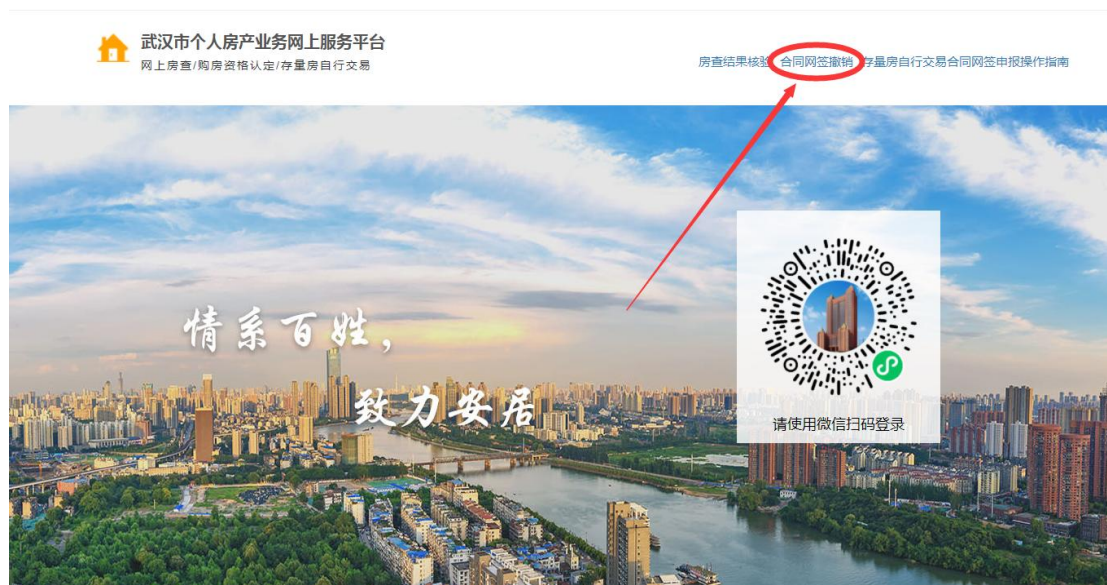 武汉市个人房产业务网上服务平台
网上房查/购房资格认定/存量房自行交易
房查结果核验 合同网签撤销 存量房自行交易合同网签申报操作指南
情系百姓，
致力安居
请使用微信扫码登录